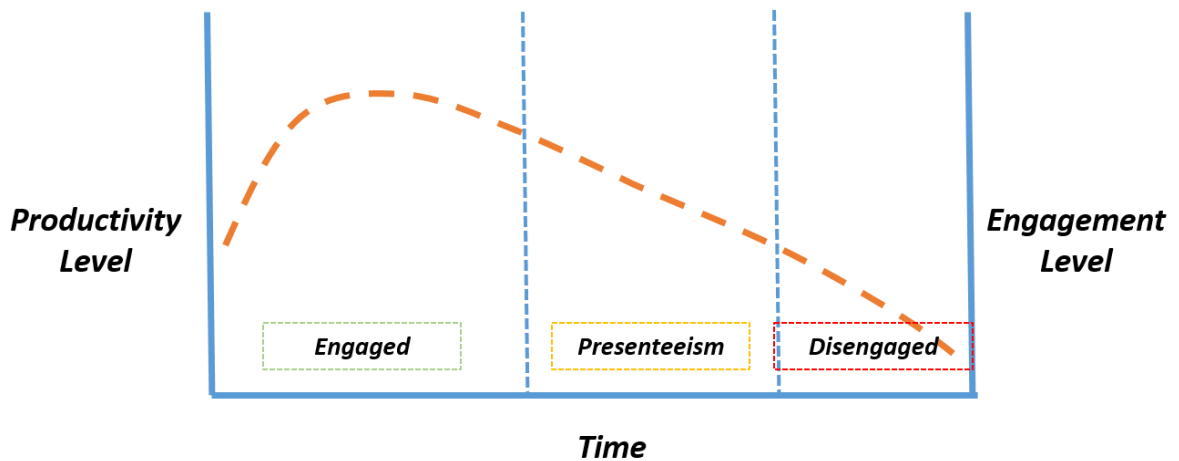 Productivity
Level
Engagement
Level
Engaged
Presenteeism
Disengaged
Time